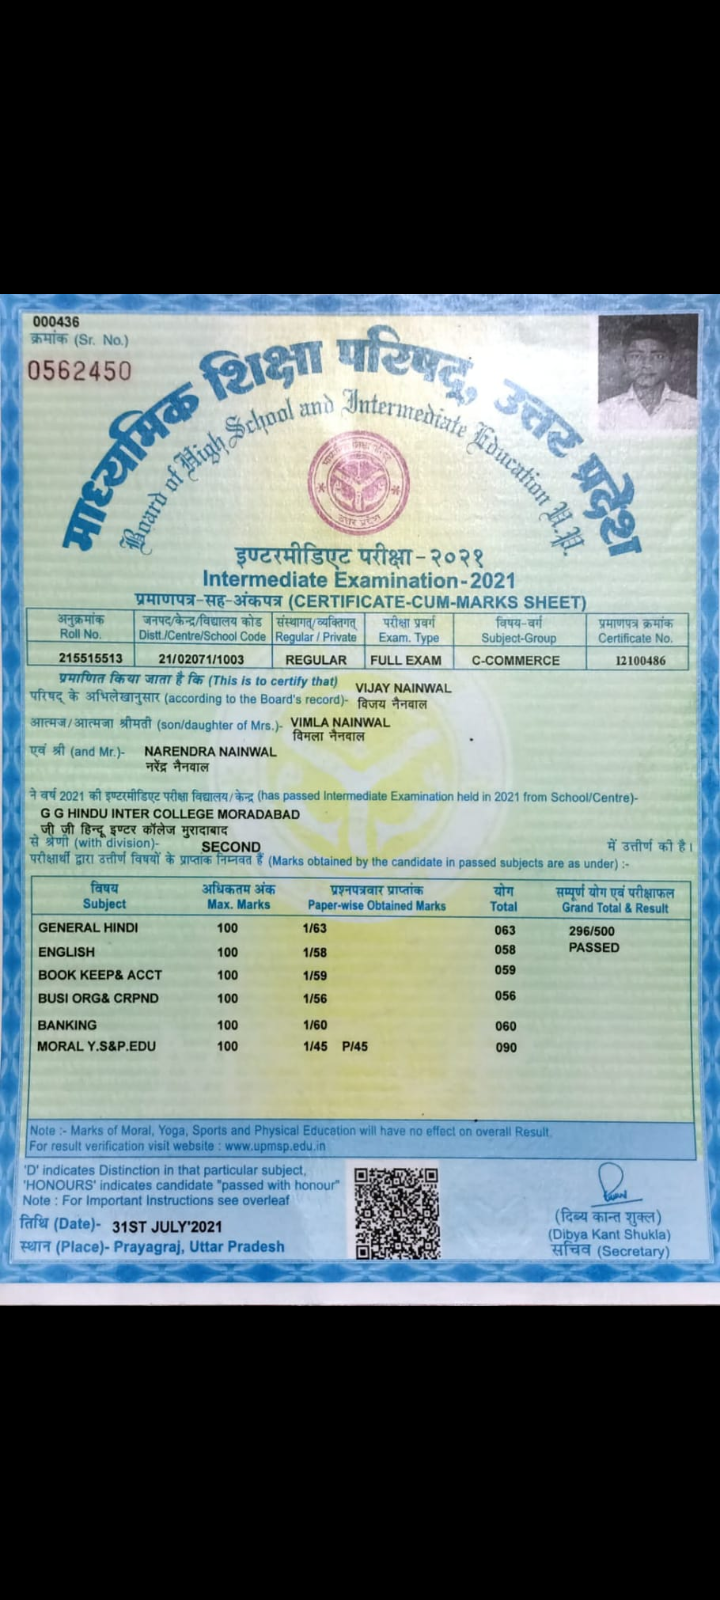 000436
क्रमांक (Sr. No.)
0562450
माध्यमिक शिक्षा परिषद्, उत्तर प्रदेश
Board of High School and Intermediate Education U.P.
उत्तर प्रदेश
इण्टरमीडिएट परीक्षा-२०२१
Intermediate Examination-2021
प्रमाणपत्र-सह-अंकपत्र (CERTIFICATE-CUM-MARKS SHEET)
अनुक्रमांक जनपद/केन्द्र/विद्यालय कोड संस्थागत/व्यक्तिगत परीक्षा प्रवर्ग विषय-वर्ग प्रमाणपत्र क्रमांक
Roll No. Distt./Centre/School Code Regular / Private Exam. Type Subject-Group Certificate No.
215515513 21/02071/1003 REGULAR FULL EXAM C-COMMERCE 12100486
प्रमाणित किया जाता है कि (This is to certify that)
परिषद् के अभिलेखानुसार (according to the Board's record)- VIJAY NAINWAL
विजय नैनवाल
आत्मज/आत्मजा श्रीमती (son/daughter of Mrs.)- VIMLA NAINWAL
विमला नैनवाल
एवं श्री (and Mr.)- NARENDRA NAINWAL
नरेंद्र नैनवाल
ने वर्ष 2021 की इण्टरमीडिएट परीक्षा विद्यालय/केन्द्र (has passed Intermediate Examination held in 2021 from School/Centre)-
G G HINDU INTER COLLEGE MORADABAD
जी जी हिन्दू इण्टर कॉलेज मुरादाबाद
से श्रेणी (with division)- SECOND में उत्तीर्ण की है।
परीक्षार्थी द्वारा उत्तीर्ण विषयों के प्राप्तांक निम्नवत हैं (Marks obtained by the candidate in passed subjects are as under) :-
विषय अधिकतम अंक प्रश्नपत्रवार प्राप्तांक योग सम्पूर्ण योग एवं परीक्षाफल
Subject Max. Marks Paper-wise Obtained Marks Total Grand Total & Result
GENERAL HINDI 100 1/63 063 296/500
ENGLISH 100 1/58 058 PASSED
BOOK KEEP& ACCT 100 1/59 059
BUSI ORG& CRPND 100 1/56 056
BANKING 100 1/60 060
MORAL Y.S&P.EDU 100 1/45 P/45 090
Note :- Marks of Moral, Yoga, Sports and Physical Education will have no effect on overall Result.
For result verification visit website : www.upmsp.edu.in
'D' indicates Distinction in that particular subject,
'HONOURS' indicates candidate "passed with honour"
Note : For Important Instructions see overleaf
तिथि (Date)- 31ST JULY'2021
स्थान (Place)- Prayagraj, Uttar Pradesh
(दिब्य कान्त शुक्ल)
(Dibya Kant Shukla)
सचिव (Secretary)